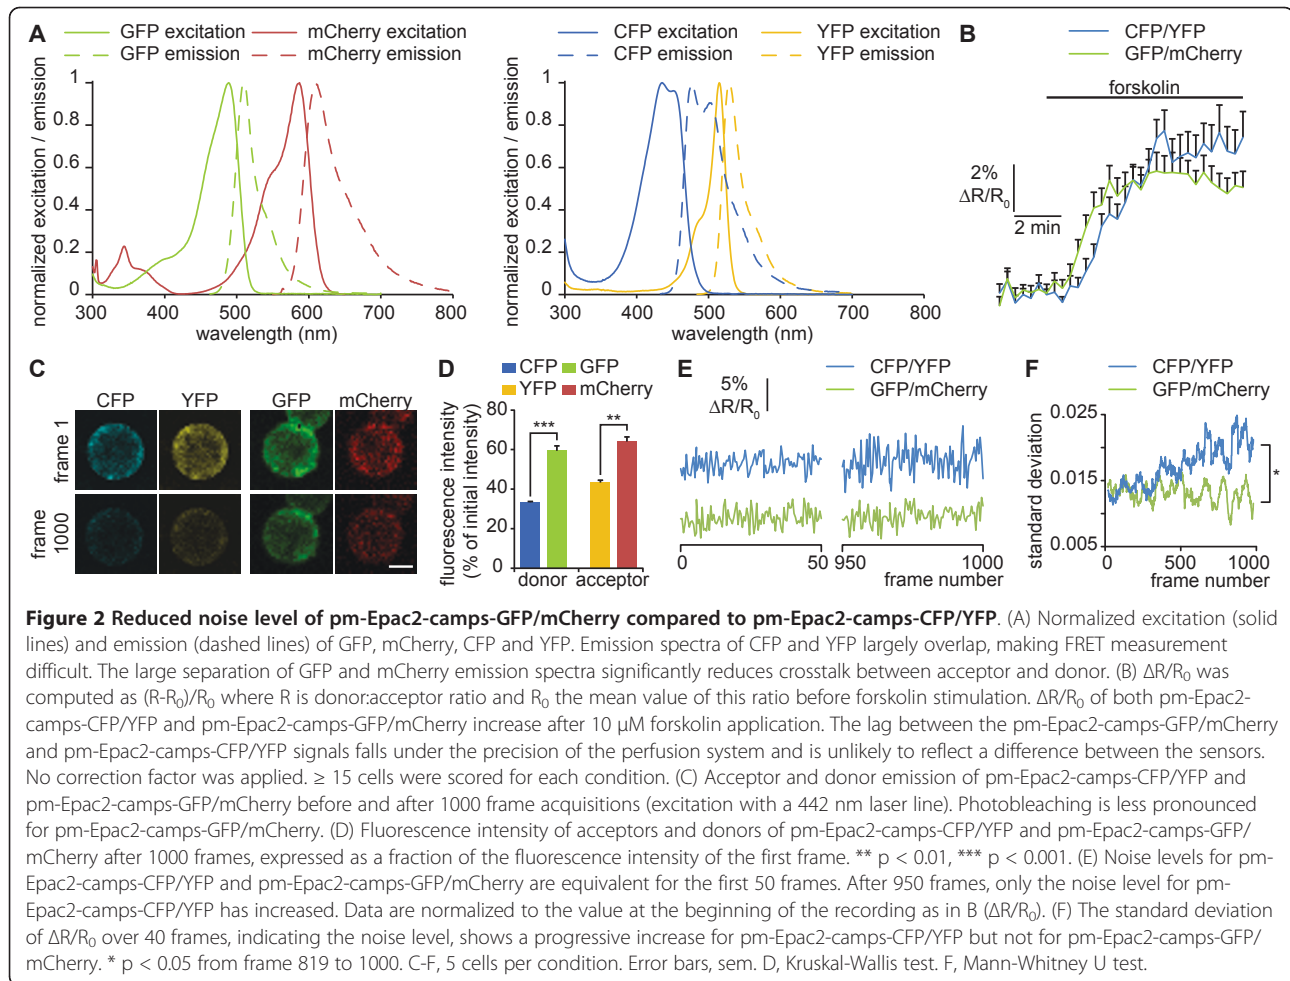 A
GFP excitation
mCherry excitation
GFP emission
mCherry emission
normalized excitation / emission
1
0.8
0.6
0.4
0.2
0
300 400 500 600 700 800
wavelength (nm)
CFP excitation
YFP excitation
CFP emission
YFP emission
normalized excitation / emission
1
0.8
0.6
0.4
0.2
0
300 400 500 600 700 800
wavelength (nm)
B
CFP/YFP
GFP/mCherry
forskolin
2%
ΔR/R0
2 min
C
CFP YFP GFP mCherry
frame 1
frame
1000
D
CFP GFP
YFP mCherry
fluorescence intensity
(% of initial intensity)
80
60
40
20
0
***
**
donor acceptor
E
CFP/YFP
GFP/mCherry
5%
ΔR/R0
0 50 950 1000
frame number
F
CFP/YFP
GFP/mCherry
standard deviation
0.025
0.015
0.005
*
0 500 1000
frame number
Figure 2 Reduced noise level of pm-Epac2-camps-GFP/mCherry compared to pm-Epac2-camps-CFP/YFP. (A) Normalized excitation (solid
lines) and emission (dashed lines) of GFP, mCherry, CFP and YFP. Emission spectra of CFP and YFP largely overlap, making FRET measurement
difficult. The large separation of GFP and mCherry emission spectra significantly reduces crosstalk between acceptor and donor. (B) ΔR/R0 was
computed as (R-R0)/R0 where R is donor:acceptor ratio and R0 the mean value of this ratio before forskolin stimulation. ΔR/R0 of both pm-Epac2-
camps-CFP/YFP and pm-Epac2-camps-GFP/mCherry increase after 10 μM forskolin application. The lag between the pm-Epac2-camps-GFP/mCherry
and pm-Epac2-camps-CFP/YFP signals falls under the precision of the perfusion system and is unlikely to reflect a difference between the sensors.
No correction factor was applied. ≥ 15 cells were scored for each condition. (C) Acceptor and donor emission of pm-Epac2-camps-CFP/YFP and
pm-Epac2-camps-GFP/mCherry before and after 1000 frame acquisitions (excitation with a 442 nm laser line). Photobleaching is less pronounced
for pm-Epac2-camps-GFP/mCherry. (D) Fluorescence intensity of acceptors and donors of pm-Epac2-camps-CFP/YFP and pm-Epac2-camps-GFP/
mCherry after 1000 frames, expressed as a fraction of the fluorescence intensity of the first frame. ** p < 0.01, *** p < 0.001. (E) Noise levels for pm-
Epac2-camps-CFP/YFP and pm-Epac2-camps-GFP/mCherry are equivalent for the first 50 frames. After 950 frames, only the noise level for pm-
Epac2-camps-CFP/YFP has increased. Data are normalized to the value at the beginning of the recording as in B (ΔR/R0). (F) The standard deviation
of ΔR/R0 over 40 frames, indicating the noise level, shows a progressive increase for pm-Epac2-camps-CFP/YFP but not for pm-Epac2-camps-GFP/
mCherry. * p < 0.05 from frame 819 to 1000. C-F, 5 cells per condition. Error bars, sem. D, Kruskal-Wallis test. F, Mann-Whitney U test.